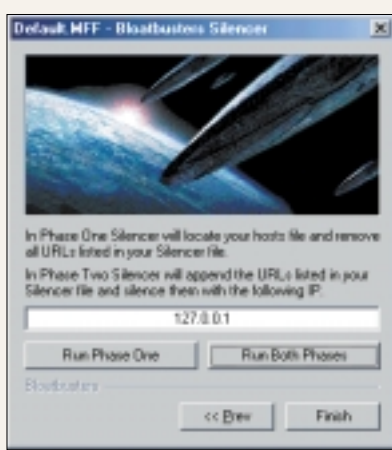 Default MFF - Bloatbusters Silencer
In Phase One Silencer will locate your hosts file and remove
all URLs listed in your Silencer file.
In Phase Two Silencer will append the URLs listed in your
Silencer file and silence them with the following IP.
127.0.0.1
Run Phase One
Run Both Phases
Bloatbusters
<< Prev
Finish